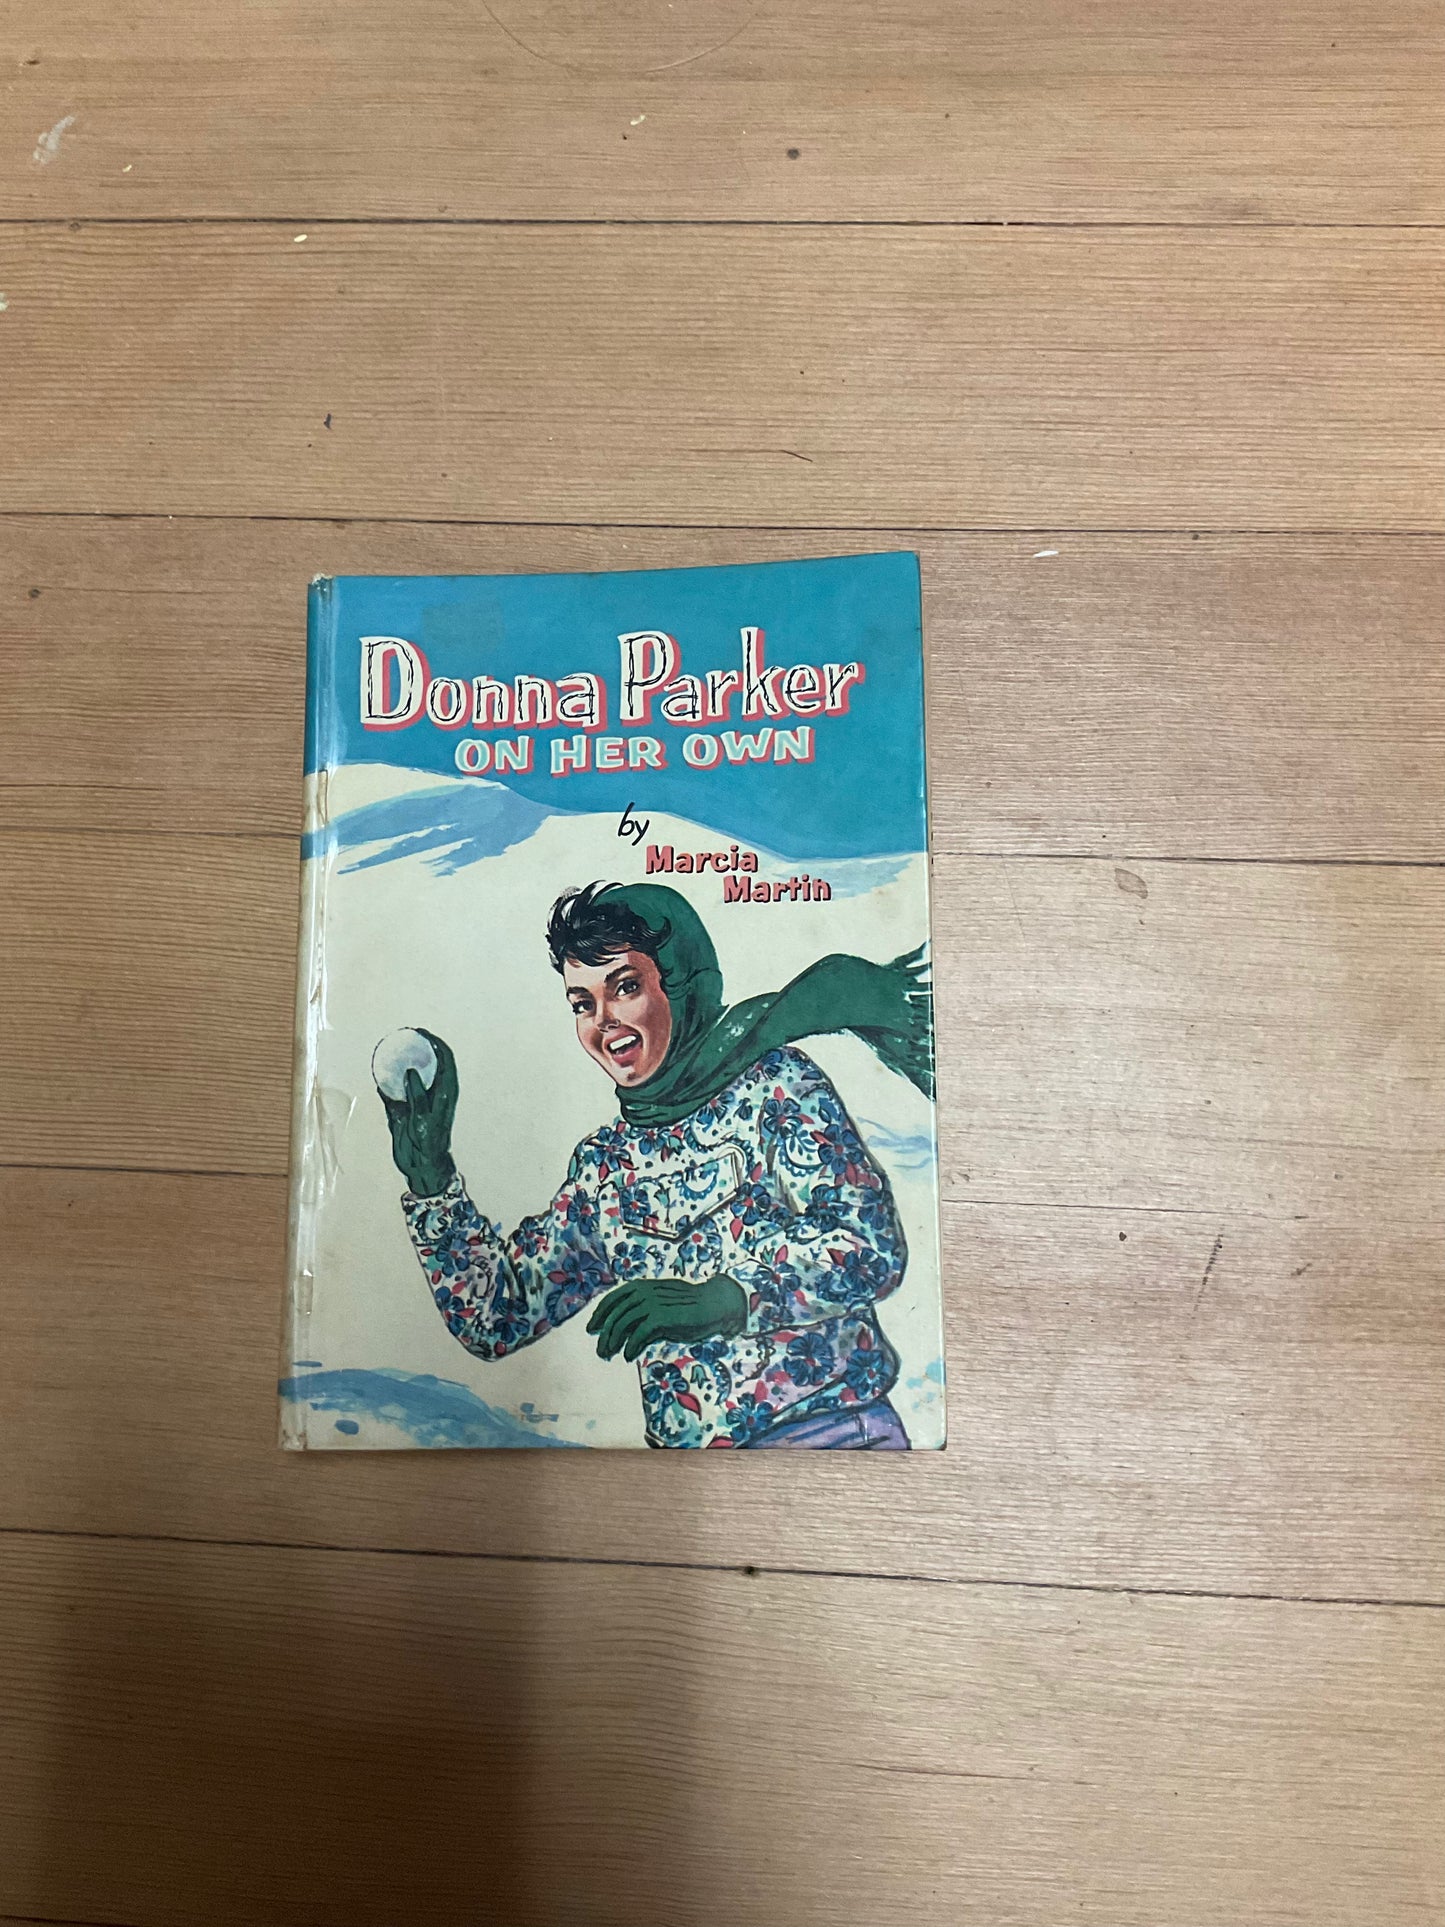 Donna Parker
ON HER OWN
by
Marcia
Martin